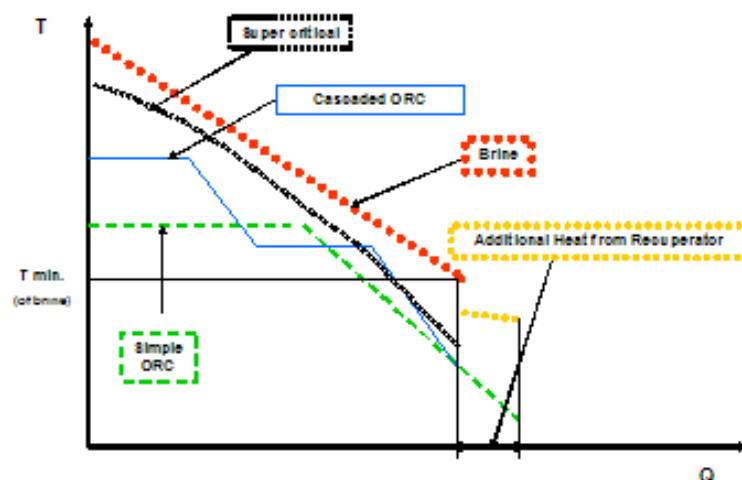 T
Super critical
Cascaded ORC
Brine
Additional Heat from Recuperator
T min.
(of brine)
Simple
ORC
Q